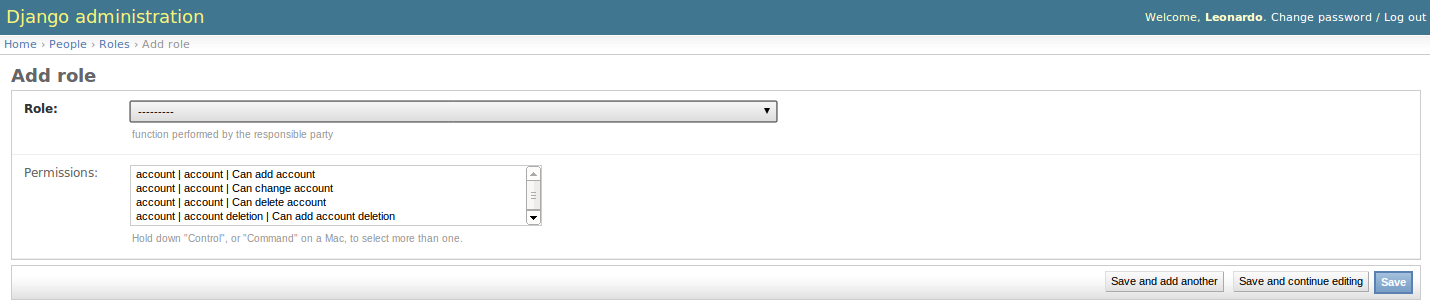 Django administration
Welcome, Leonardo. Change password / Log out
Home › People › Roles › Add role
Add role
Role:
---------
function performed by the responsible party
Permissions:
account | account | Can add account
account | account | Can change account
account | account | Can delete account
account | account deletion | Can add account deletion
Hold down "Control", or "Command" on a Mac, to select more than one.
Save and add another
Save and continue editing
Save